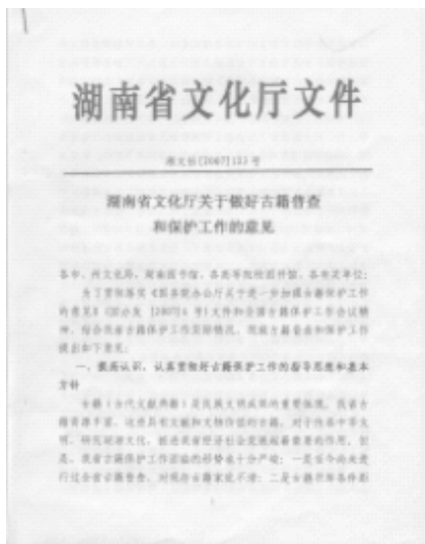 湖南省文化厅文件
湘文社[2007]133 号
湖南省文化厅关于做好古籍普查
和保护工作的意见
各市、州文化局，湖南图书馆，各高等院校图书馆，各有关单位：
为了贯彻落实《国务院办公厅关于进一步加强古籍保护工作
的意见》（国办发 [2007]6 号）文件和全国古籍保护工作会议精
神，结合我省古籍保护工作实际情况，现就古籍普查和保护工作
提出如下意见：
一、提高认识，认真贯彻好古籍保护工作的指导思想和基本
方针
古籍（古代文献典籍）是民族文明成果的重要体现，我省古
籍资源丰富，这些具有文献和文物价值的古籍，对于传承中华文
明，研究湖湘文化，推进我省经济社会发展起着重要的作用。但
是，我省古籍保护工作面临的形势也十分严峻：一是至今尚未进
行过全省古籍普查，对现存古籍家底不清；二是古籍存藏条件影